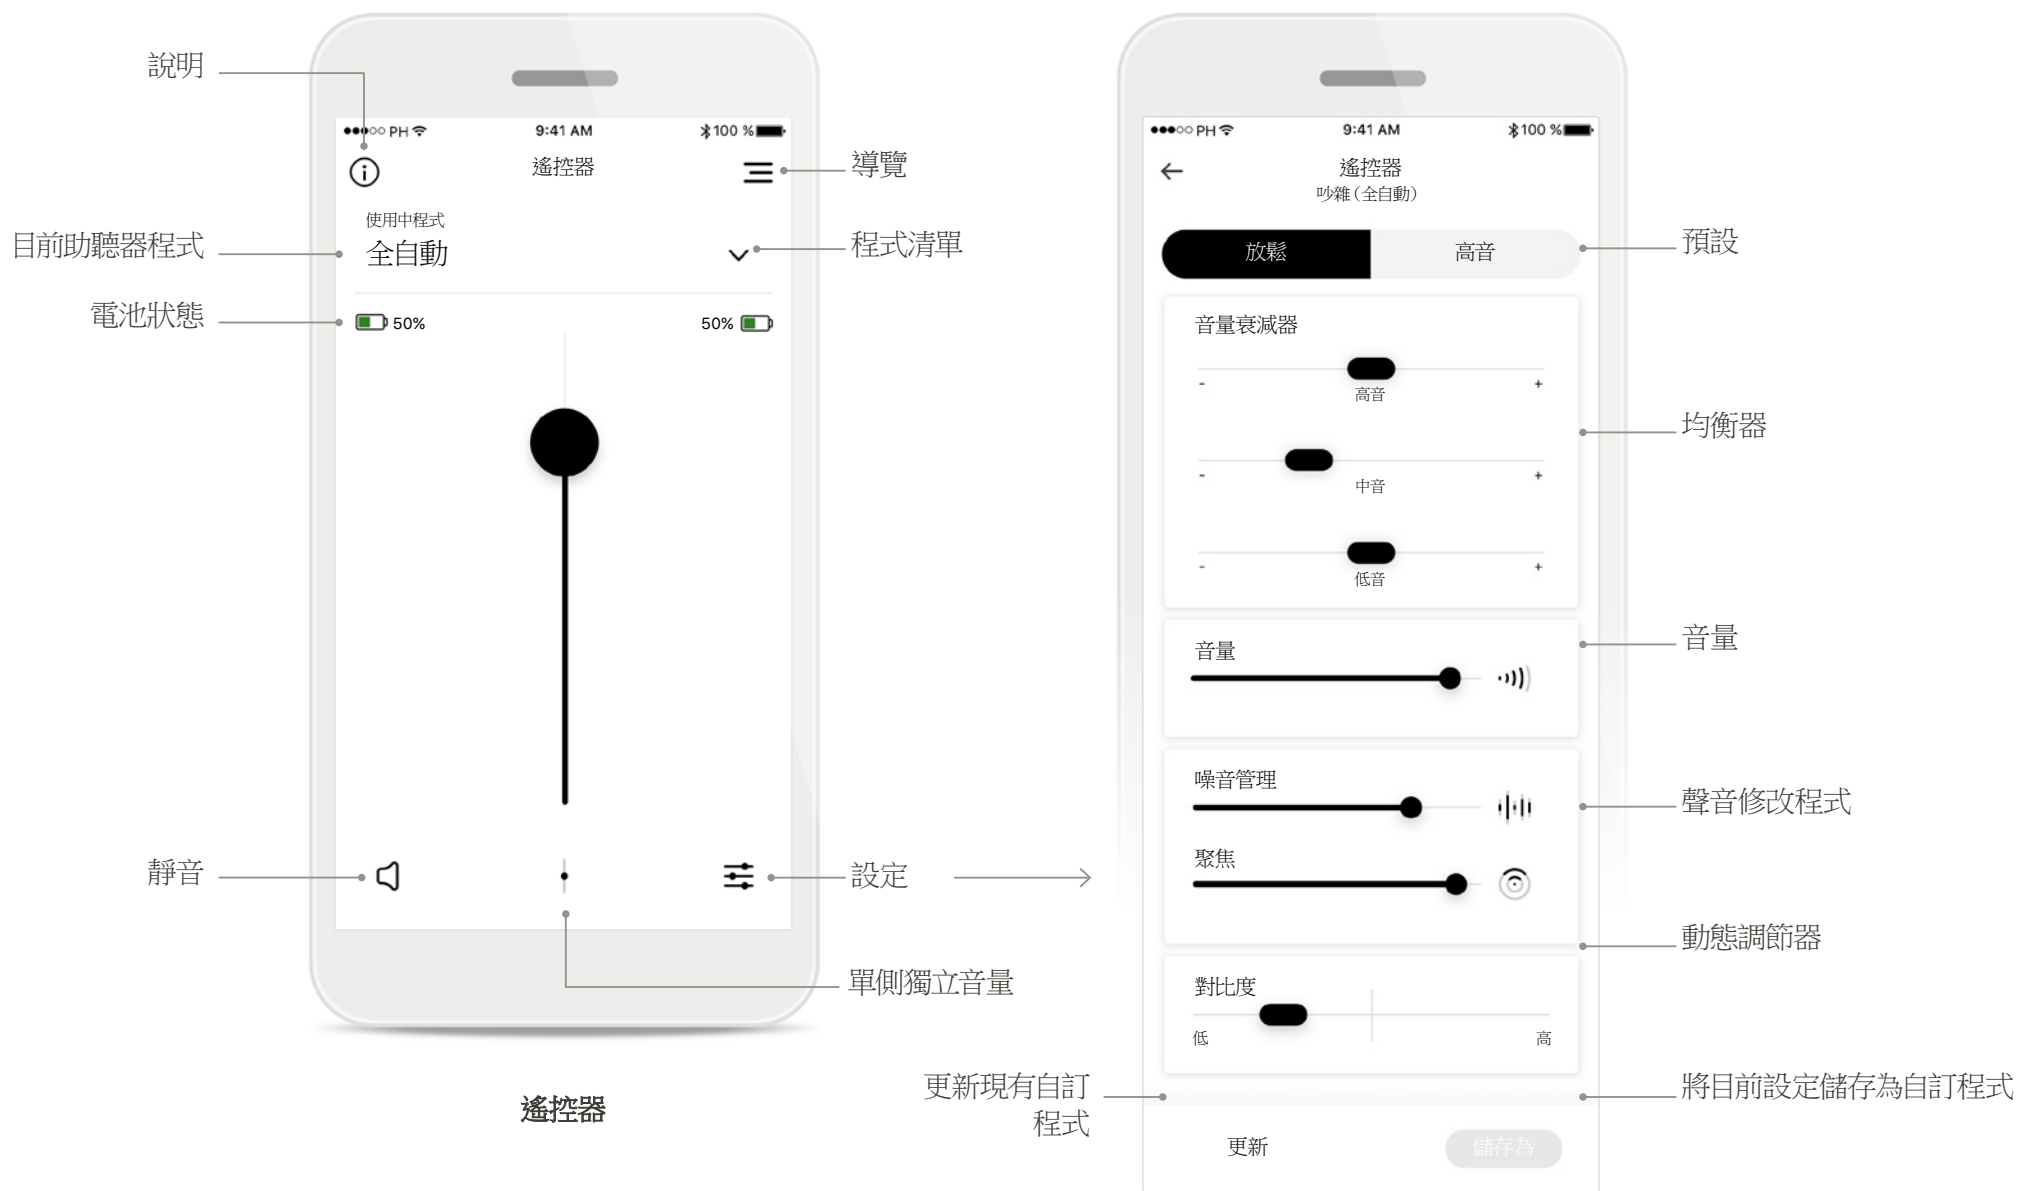 說明
PH
9:41 AM
100 %
遙控器
導覽
使用中程式
全自動
目前助聽器程式
程式清單
電池狀態
50%
50%
靜音
設定
單側獨立音量
遙控器
PH
9:41 AM
100 %
遙控器
吵雜(全自動)
放鬆
高音
預設
音量衰減器
-
+
高音
均衡器
-
+
中音
-
+
低音
音量
音量
噪音管理
聲音修改程式
聚焦
動態調節器
對比度
低
高
更新現有自訂
程式
將目前設定儲存為自訂程式
更新
儲存為